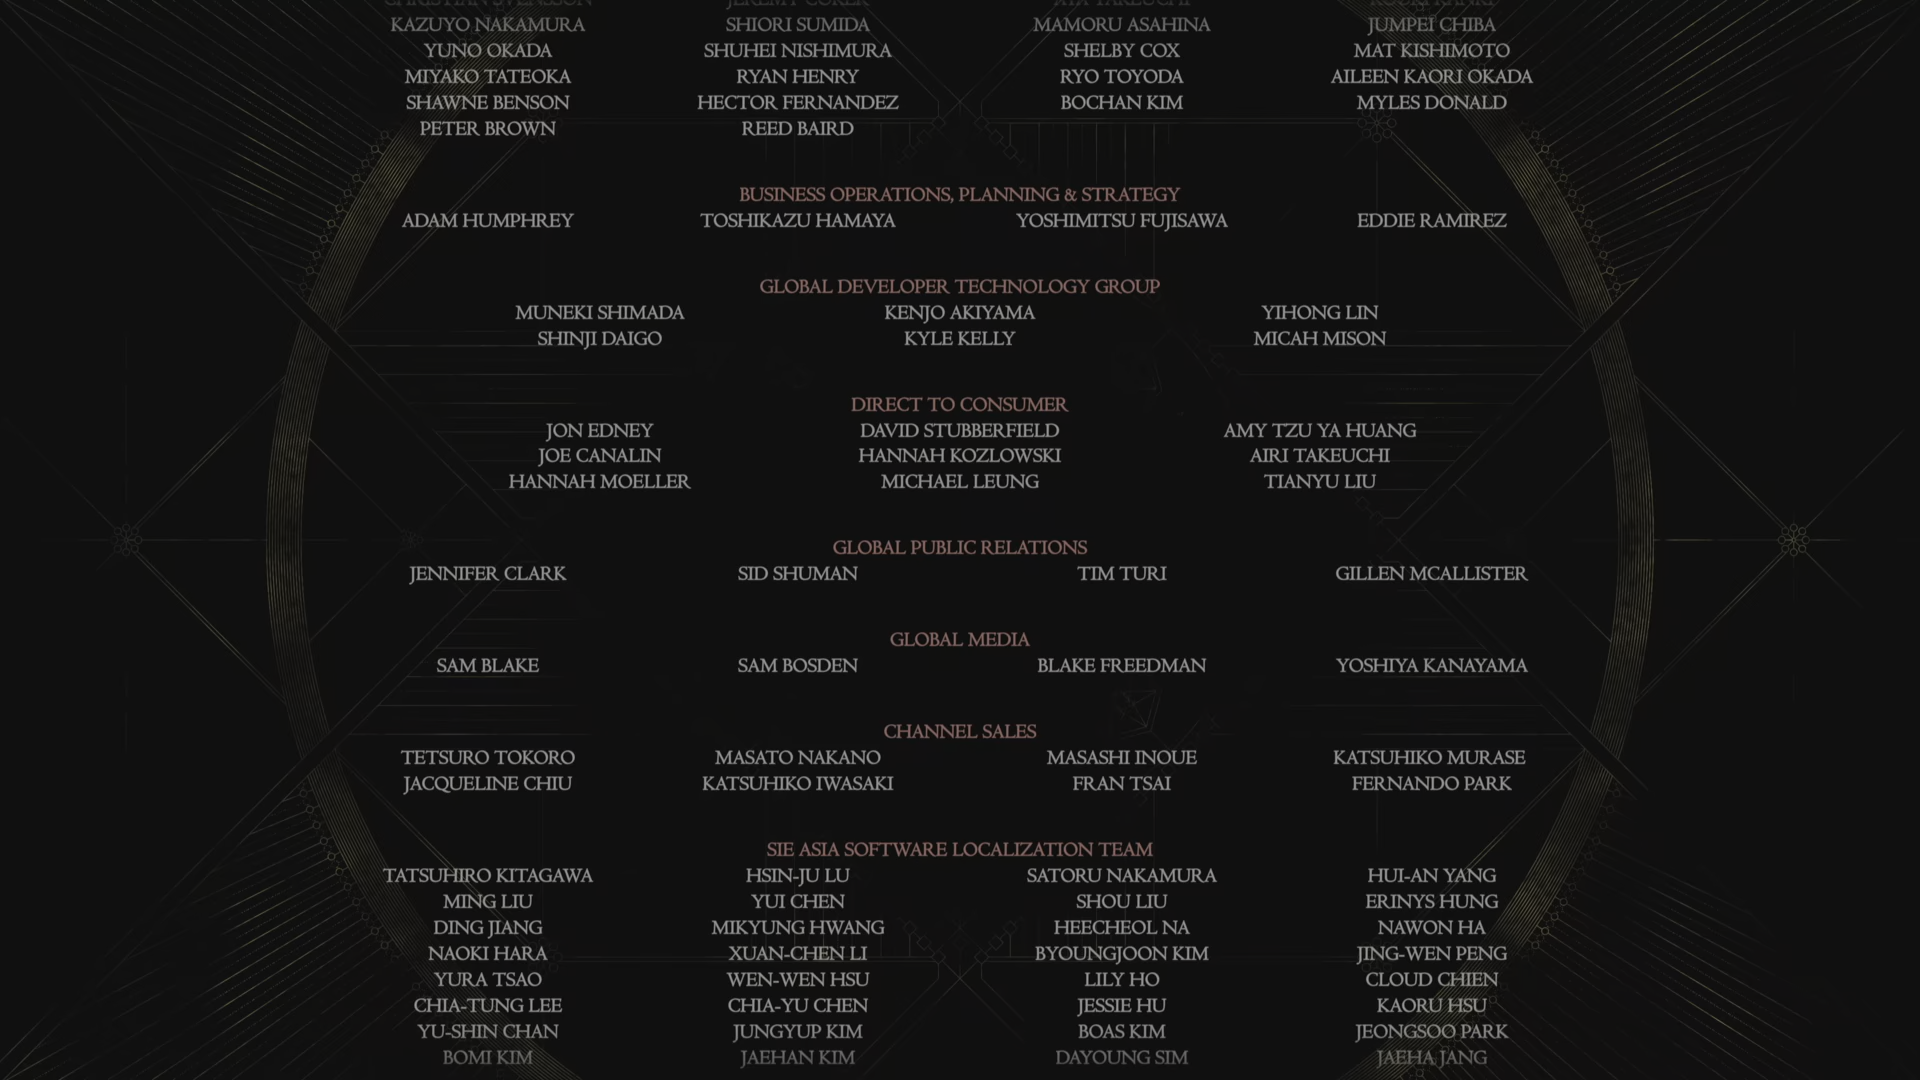 KAZUYO NAKAMURA SHIORI SUMIDA MAMORU ASAHINA JUMPEI CHIBA
YUNO OKADA SHUHEI NISHIMURA SHELBY COX MAT KISHIMOTO
MIYAKO TATEOKA RYAN HENRY RYO TOYODA AILEEN KAORI OKADA
SHAWNE BENSON HECTOR FERNANDEZ BOCHAN KIM MYLES DONALD
PETER BROWN REED BAIRD
BUSINESS OPERATIONS, PLANNING & STRATEGY
ADAM HUMPHREY TOSHIKAZU HAMAYA YOSHIMITSU FUJISAWA EDDIE RAMIREZ
GLOBAL DEVELOPER TECHNOLOGY GROUP
MUNEKI SHIMADA KENJO AKIYAMA YIHONG LIN
SHINJI DAIGO KYLE KELLY MICAH MISON
DIRECT TO CONSUMER
JON EDNEY DAVID STUBBERFIELD AMY TZU YA HUANG
JOE CANALIN HANNAH KOZLOWSKI AIRI TAKEUCHI
HANNAH MOELLER MICHAEL LEUNG TIANYU LIU
GLOBAL PUBLIC RELATIONS
JENNIFER CLARK SID SHUMAN TIM TURI GILLEN MCALLISTER
GLOBAL MEDIA
SAM BLAKE SAM BOSDEN BLAKE FREEDMAN YOSHIYA KANAYAMA
CHANNEL SALES
TETSURO TOKORO MASATO NAKANO MASASHI INOUE KATSUHIKO MURASE
JACQUELINE CHIU KATSUHIKO IWASAKI FRAN TSAI FERNANDO PARK
SIE ASIA SOFTWARE LOCALIZATION TEAM
TATSUHIRO KITAGAWA HSIN-JU LU SATORU NAKAMURA HUI-AN YANG
MING LIU YUI CHEN SHOU LIU ERINYS HUNG
DING JIANG MIKYUNG HWANG HEECHEOL NA NAWON HA
NAOKI HARA XUAN-CHEN LI BYOUNGJOON KIM JING-WEN PENG
YURA TSAO WEN-WEN HSU LILY HO CLOUD CHIEN
CHIA-TUNG LEE CHIA-YU CHEN JESSIE HU KAORU HSU
YU-SHIN CHAN JUNGYUP KIM BOAS KIM JEONGSOO PARK
BOMI KIM JAEHAN KIM DAYOUNG SIM JAEHA JANG